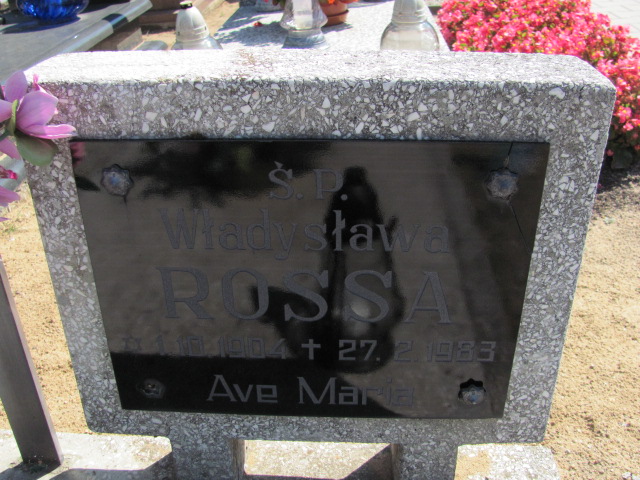 Ś. P.
Władysława
ROSSA
* 1.10.1904 + 27. 2. 1983
Ave Maria